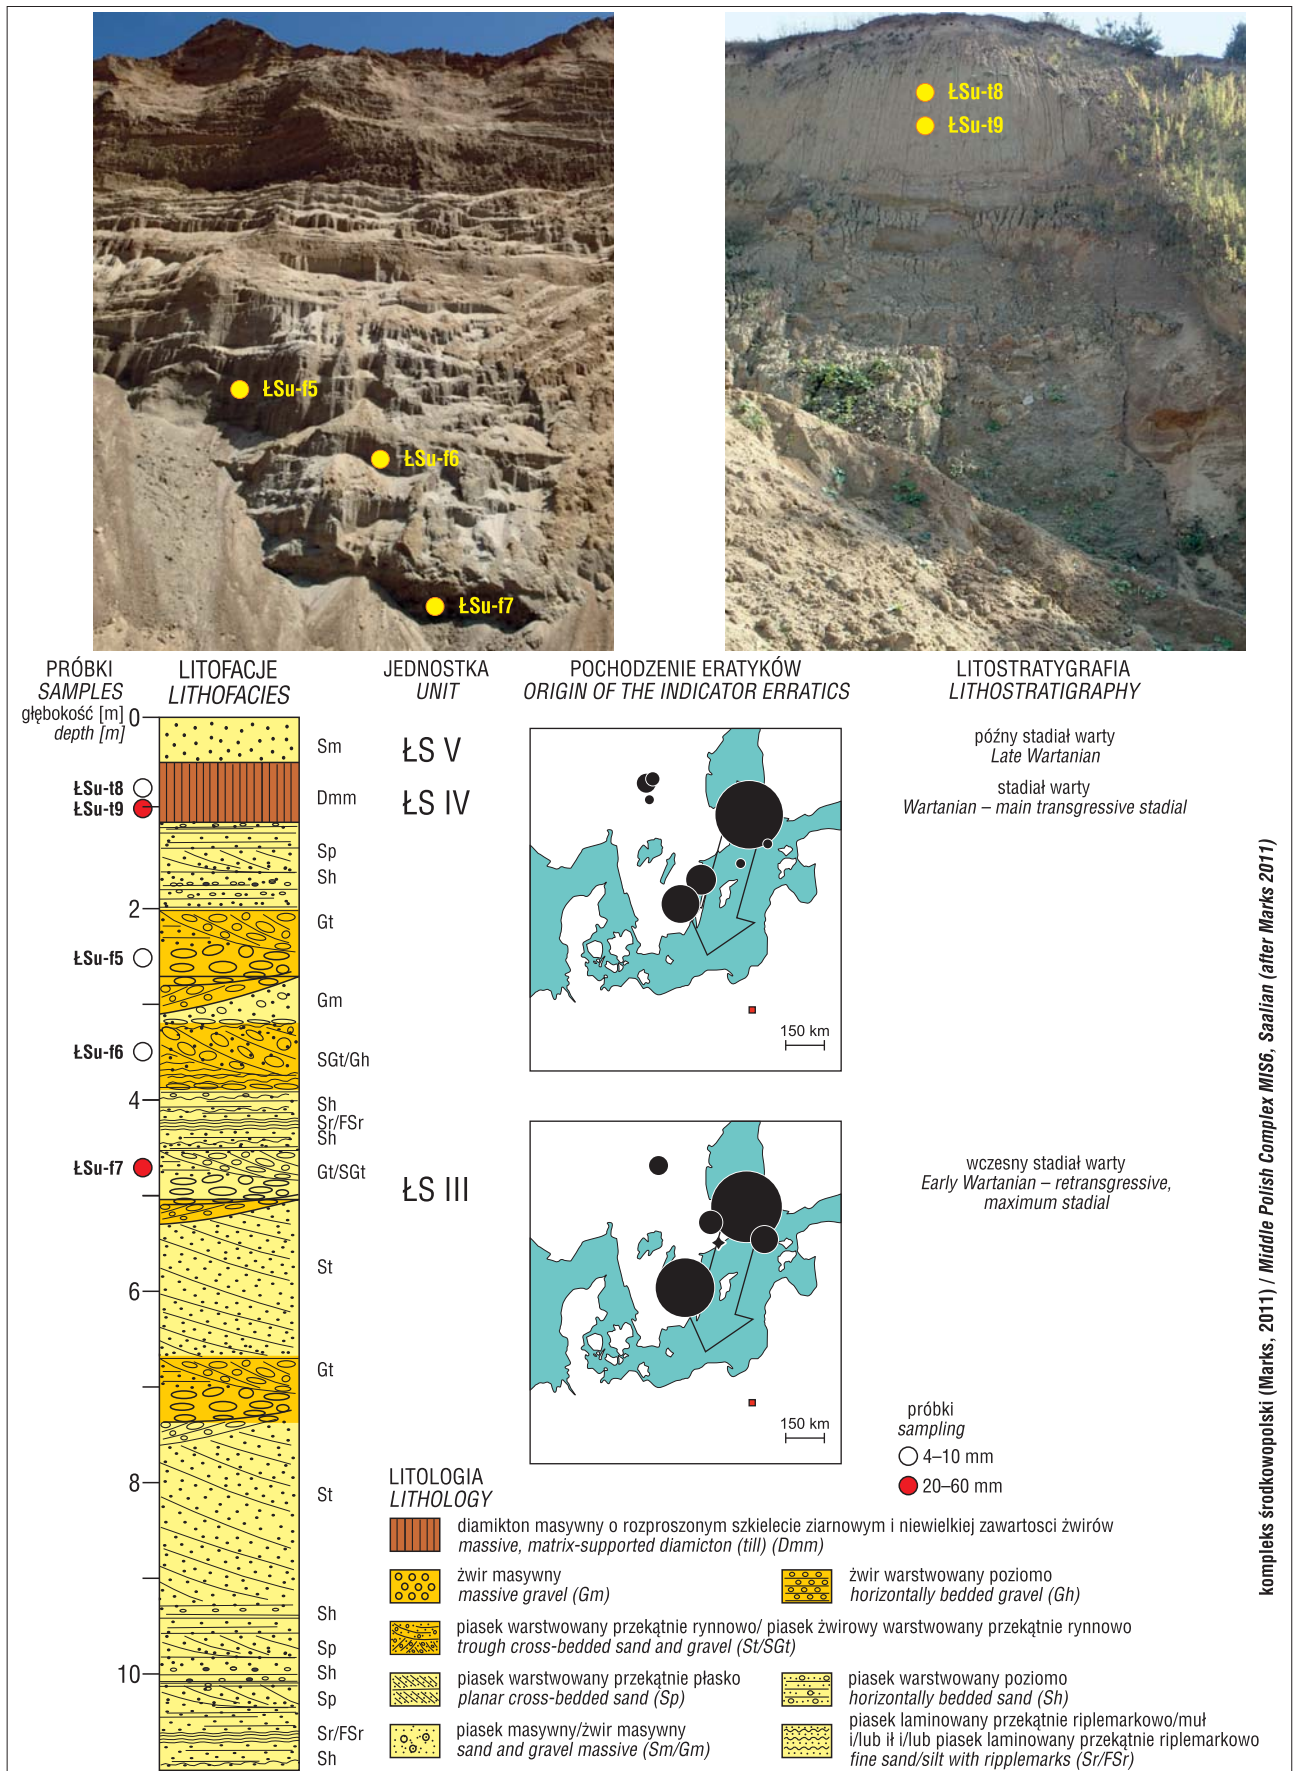 ŁSu-f5
ŁSu-f6
ŁSu-f7
ŁSu-t8
ŁSu-t9
PRÓBKI
SAMPLES
głębokość [m]
depth [m]
LITOFACJE
LITHOFACIES
JEDNOSTKA
UNIT
POCHODZENIE ERATYKÓW
ORIGIN OF THE INDICATOR ERRATICS
LITOSTRATYGRAFIA
LITHOSTRATIGRAPHY
0
2
4
6
8
10
ŁSu-t8
ŁSu-t9
ŁSu-f5
ŁSu-f6
ŁSu-f7
Sm
Dmm
Sp
Sh
Gt
Gm
SGt/Gh
Sh
Sr/FSr
Sh
Gt/SGt
St
Gt
St
Sh
Sp
Sh
Sp
Sr/FSr
Sh
ŁS V
ŁS IV
ŁS III
150 km
150 km
późny stadiał warty
Late Wartanian
stadiał warty
Wartanian – main transgressive stadial
wczesny stadiał warty
Early Wartanian – retransgressive,
maximum stadial
kompleks środkowopolski (Marks, 2011) / Middle Polish Complex MIS6, Saalian (after Marks 2011)
próbki
sampling
4–10 mm
20–60 mm
LITOLOGIA
LITHOLOGY
diamikton masywny o rozproszonym szkielecie ziarnowym i niewielkiej zawartosci żwirów
massive, matrix-supported diamicton (till) (Dmm)
żwir masywny
massive gravel (Gm)
żwir warstwowany poziomo
horizontally bedded gravel (Gh)
piasek warstwowany przekątnie rynnowo/ piasek żwirowy warstwowany przekątnie rynnowo
trough cross-bedded sand and gravel (St/SGt)
piasek warstwowany przekątnie płasko
planar cross-bedded sand (Sp)
piasek warstwowany poziomo
horizontally bedded sand (Sh)
piasek masywny/żwir masywny
sand and gravel massive (Sm/Gm)
piasek laminowany przekątnie riplemarkowo/muł
i/lub ił i/lub piasek laminowany przekątnie riplemarkowo
fine sand/silt with ripplemarks (Sr/FSr)